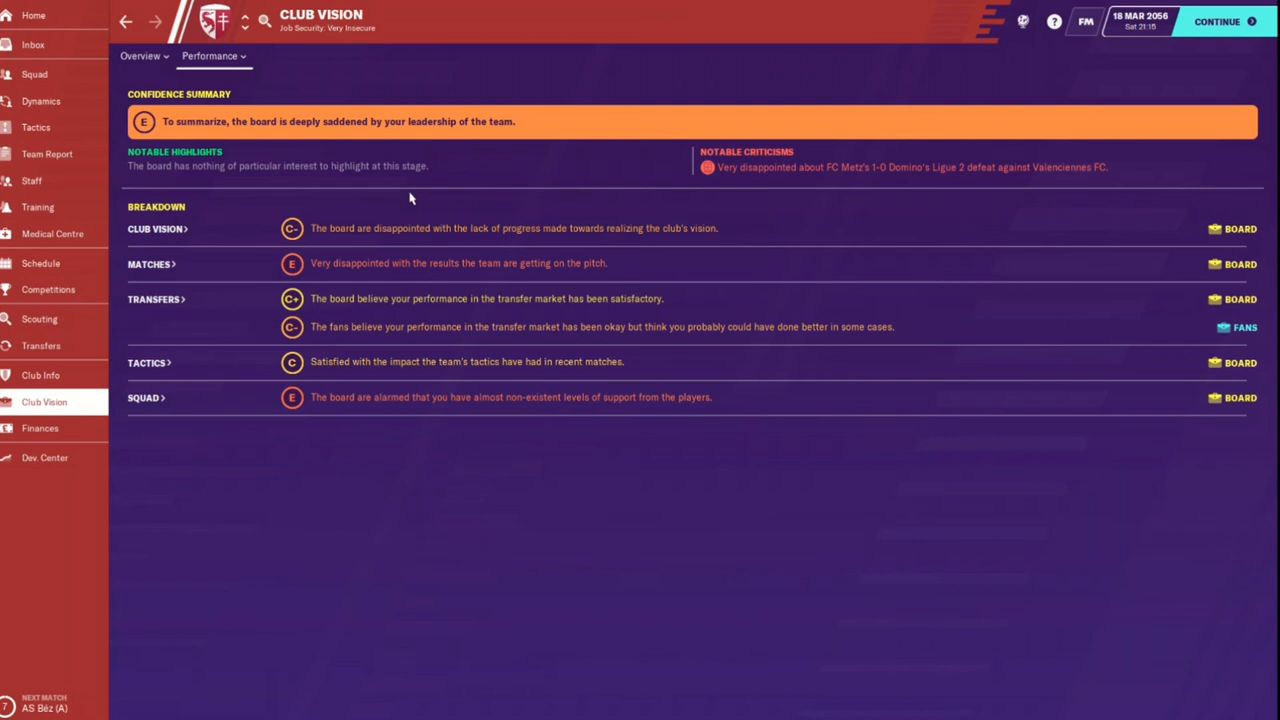 Home
Inbox
Squad
Dynamics
Tactics
Team Report
Staff
Training
Medical Centre
Schedule
Competitions
Scouting
Transfers
Club Info
Club Vision
Finances
Dev. Center
7
NEXT MATCH
AS Béz (A)
CLUB VISION
Job Security: Very Insecure
?
FM
18 MAR 2056
Sat 21:15
CONTINUE
Overview
Performance
CONFIDENCE SUMMARY
E To summarize, the board is deeply saddened by your leadership of the team.
NOTABLE HIGHLIGHTS
The board has nothing of particular interest to highlight at this stage.
NOTABLE CRITICISMS
Very disappointed about FC Metz's 1-0 Domino's Ligue 2 defeat against Valenciennes FC.
BREAKDOWN
CLUB VISION> C- The board are disappointed with the lack of progress made towards realizing the club's vision. BOARD
MATCHES> E Very disappointed with the results the team are getting on the pitch. BOARD
TRANSFERS> C+ The board believe your performance in the transfer market has been satisfactory. BOARD
C- The fans believe your performance in the transfer market has been okay but think you probably could have done better in some cases. FANS
TACTICS> C Satisfied with the impact the team's tactics have had in recent matches. BOARD
SQUAD> E The board are alarmed that you have almost non-existent levels of support from the players. BOARD